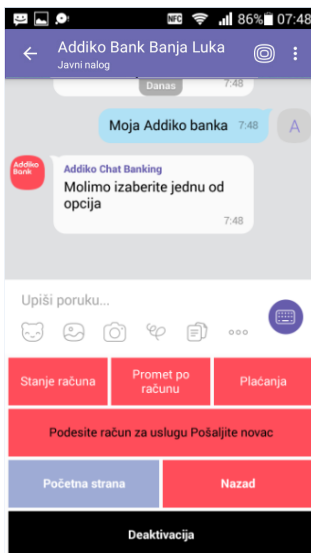 NFC 86% 07:48
Addiko Bank Banja Luka
Javni nalog
Danas
7:48
Moja Addiko banka 7:48
A
Addiko
Bank
Addiko Chat Banking
Molimo izaberite jednu od
opcija
7:48
Upiši poruku...
Stanje računa
Promet po
računu
Plaćanja
Podesite račun za uslugu Pošaljite novac
Početna strana
Nazad
Deaktivacija